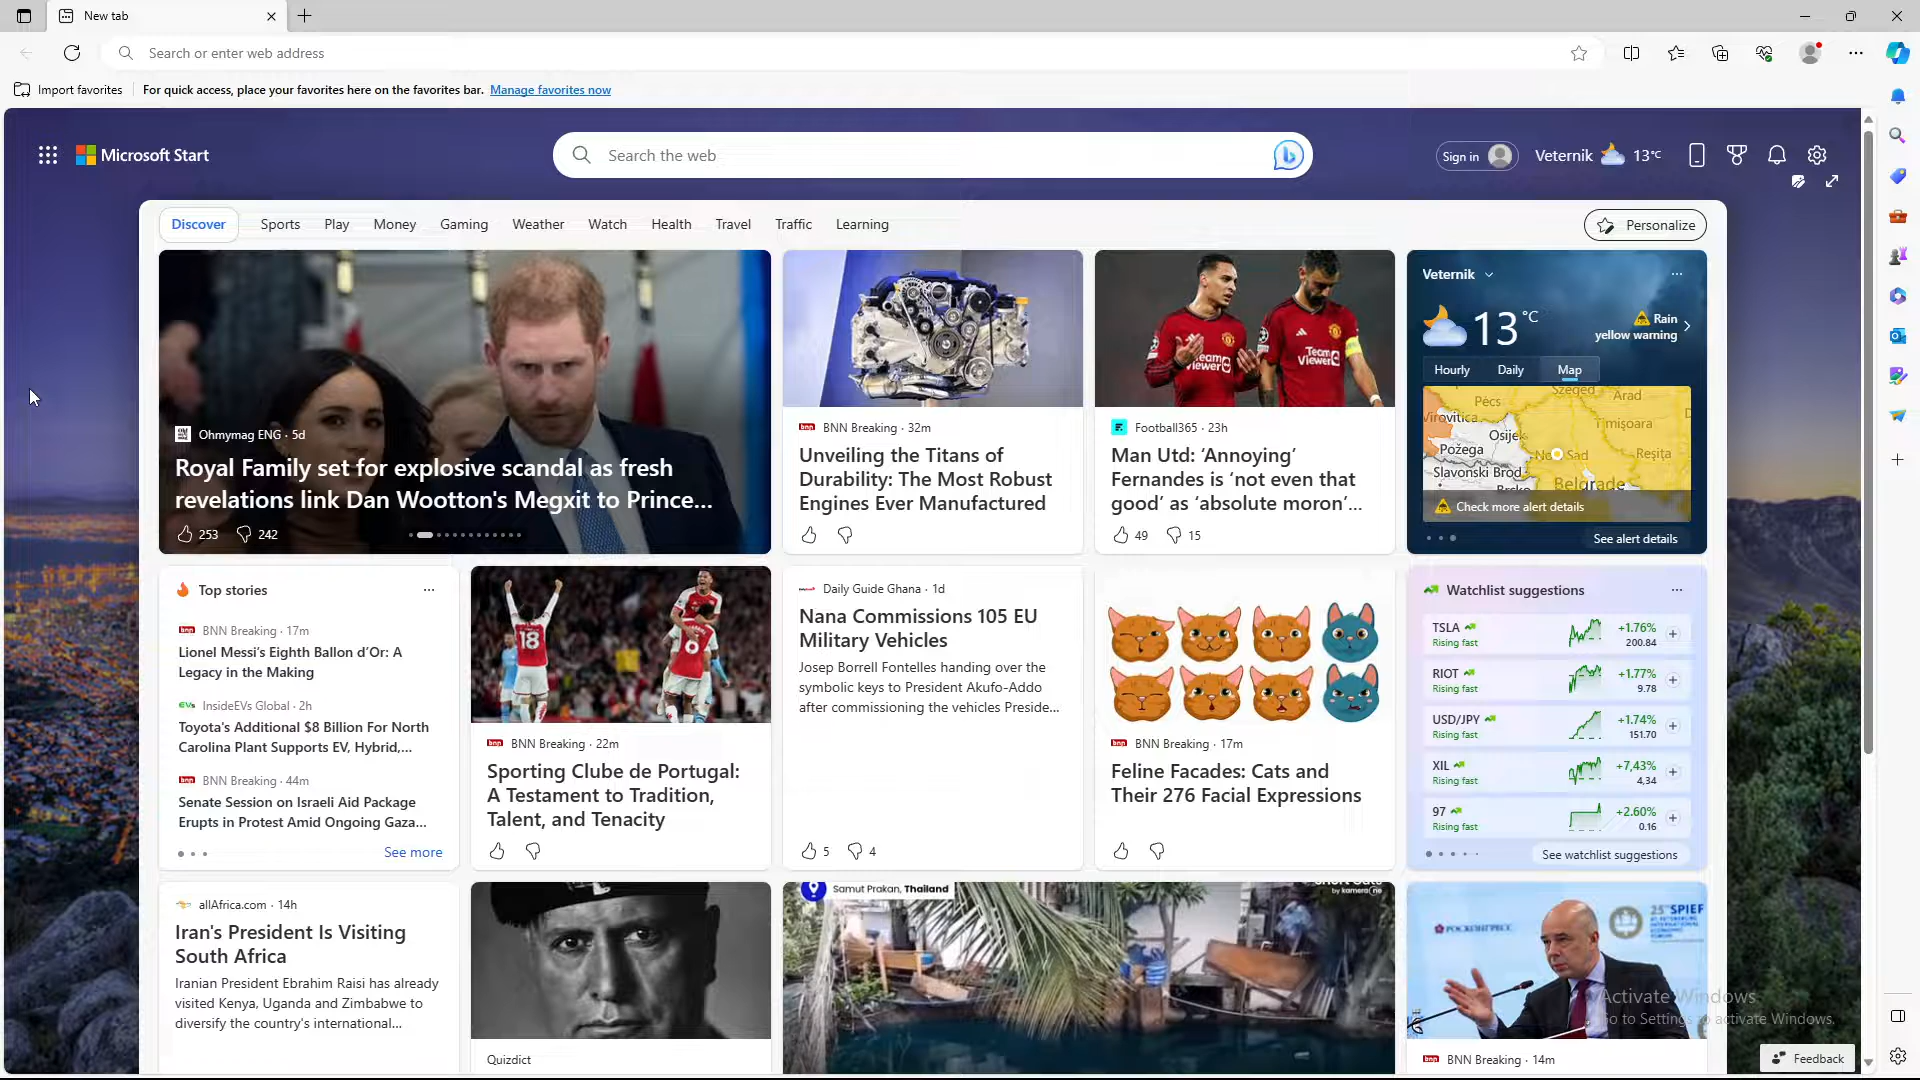 New tab
Search or enter web address
Import favorites
For quick access, place your favorites here on the favorites bar. Manage favorites now
Microsoft Start
Search the web
Sign in
Veternik
13°C
Discover
Sports
Play
Money
Gaming
Weather
Watch
Health
Travel
Traffic
Learning
Personalize
Ohmymag ENG · 5d
Royal Family set for explosive scandal as fresh
revelations link Dan Wootton's Megxit to Prince...
253
242
BNN Breaking · 32m
Unveiling the Titans of
Durability: The Most Robust
Engines Ever Manufactured
TeamViewer
TeamViewer
Football365 · 23h
Man Utd: ‘Annoying’
Fernandes is ‘not even that
good’ as ‘absolute moron’...
49
15
Veternik
13 °C
Rain
yellow warning
Hourly
Daily
Map
Szeged
Arad
Pécs
Virovitica
Timișoara
Osijek
Požega
Sad
Reșița
Slavonski Brod
Belgrade
Check more alert details
See alert details
Top stories
BNN Breaking · 17m
Lionel Messi’s Eighth Ballon d’Or: A
Legacy in the Making
InsideEVs Global · 2h
Toyota's Additional $8 Billion For North
Carolina Plant Supports EV, Hybrid,...
BNN Breaking · 44m
Senate Session on Israeli Aid Package
Erupts in Protest Amid Ongoing Gaza...
See more
18
6
BNN Breaking · 22m
Sporting Clube de Portugal:
A Testament to Tradition,
Talent, and Tenacity
Daily Guide Ghana · 1d
Nana Commissions 105 EU
Military Vehicles
Josep Borrell Fontelles handing over the
symbolic keys to President Akufo-Addo
after commissioning the vehicles Preside...
5
4
BNN Breaking · 17m
Feline Facades: Cats and
Their 276 Facial Expressions
Watchlist suggestions
TSLA
+1.76%
Rising fast
200.84
RIOT
+1.77%
Rising fast
9.78
USD/JPY
+1.74%
Rising fast
151.70
XIL
+7,43%
Rising fast
4,34
97
+2.60%
Rising fast
0.16
See watchlist suggestions
allAfrica.com · 14h
Iran's President Is Visiting
South Africa
Iranian President Ebrahim Raisi has already
visited Kenya, Uganda and Zimbabwe to
diversify the country's international...
Quizdict
Samut Prakan, Thailand
by kameraone
РОСКОНГРЕСС
SPIEF
BNN Breaking · 14m
Activate Windows
Go to Settings to activate Windows.
Feedback